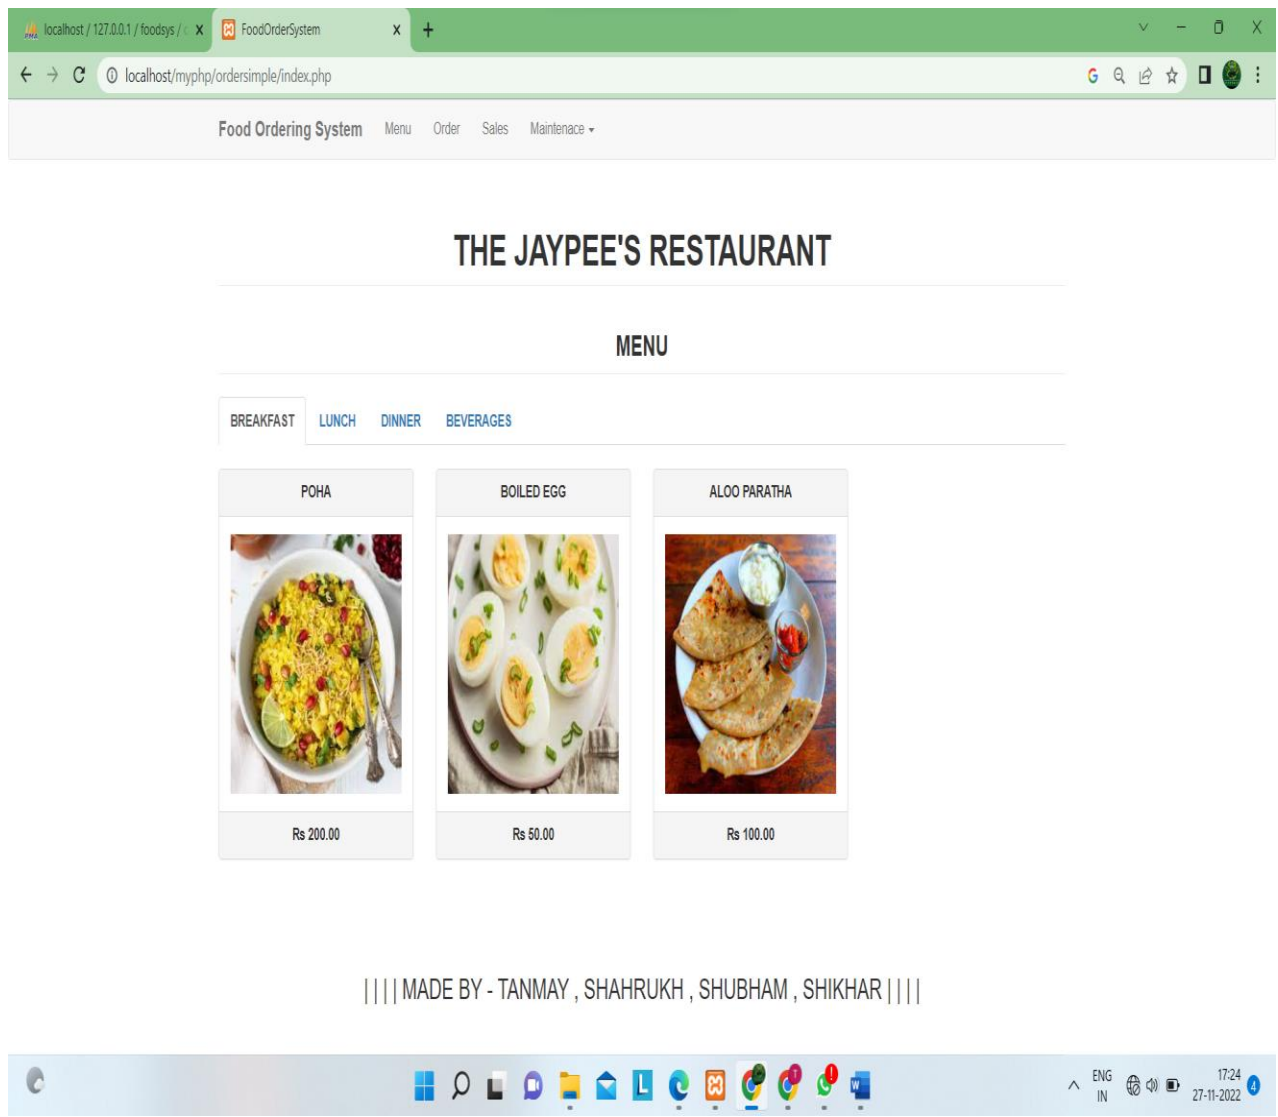 localhost / 127.0.0.1 / foodsys /
FoodOrderSystem
localhost/myphp/ordersimple/index.php
Food Ordering System Menu Order Sales Maintenace
THE JAYPEE'S RESTAURANT
MENU
BREAKFAST LUNCH DINNER BEVERAGES
POHA BOILED EGG ALOO PARATHA
Rs 200.00 Rs 50.00 Rs 100.00
|||| MADE BY - TANMAY , SHAHRUKH , SHUBHAM , SHIKHAR ||||
ENG 17:24
IN 27-11-2022 4